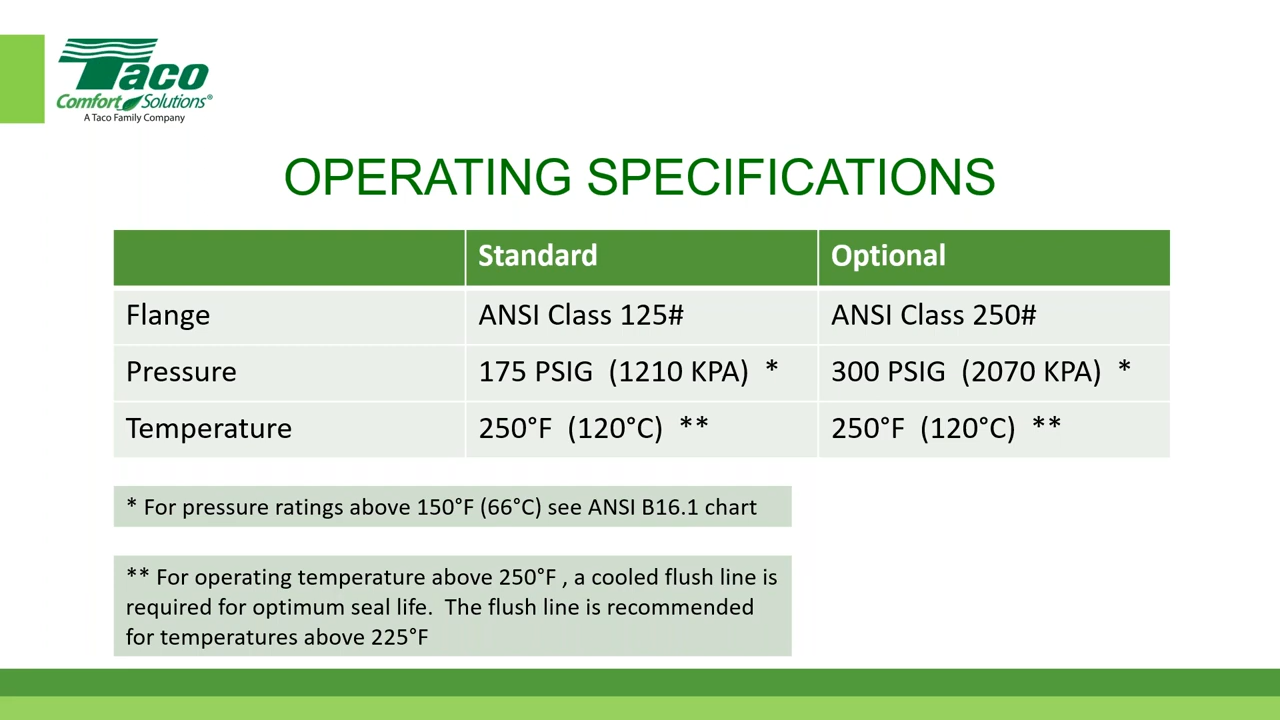 Taco
Comfort Solutions®
A Taco Family Company
OPERATING SPECIFICATIONS
Standard Optional
Flange ANSI Class 125# ANSI Class 250#
Pressure 175 PSIG (1210 KPA) * 300 PSIG (2070 KPA) *
Temperature 250°F (120°C) ** 250°F (120°C) **
* For pressure ratings above 150°F (66°C) see ANSI B16.1 chart
** For operating temperature above 250°F , a cooled flush line is
required for optimum seal life. The flush line is recommended
for temperatures above 225°F